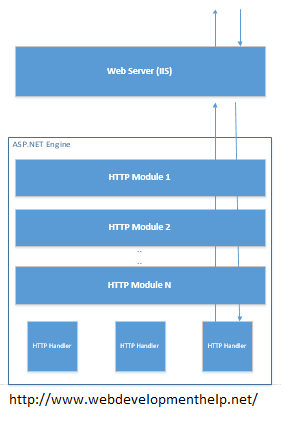 Web Server (IIS)
ASP.NET Engine
HTTP Module 1
HTTP Module 2
..
..
HTTP Module N
HTTP Handler
HTTP Handler
HTTP Handler
http://www.webdevelopmenthelp.net/